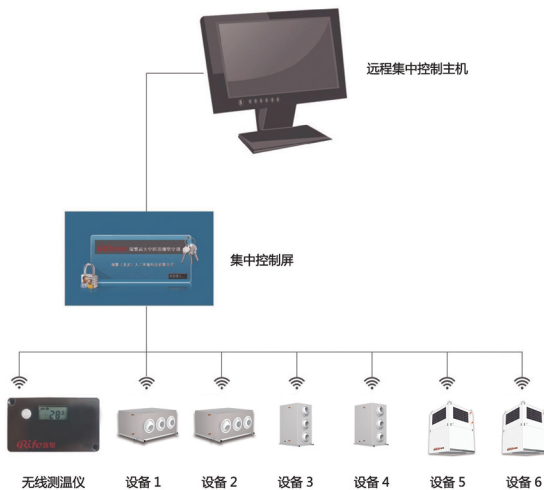 远程集中控制主机
集中控制屏
28
无线测温仪
设备 1
设备 2
设备 3
设备 4
设备 5
设备 6